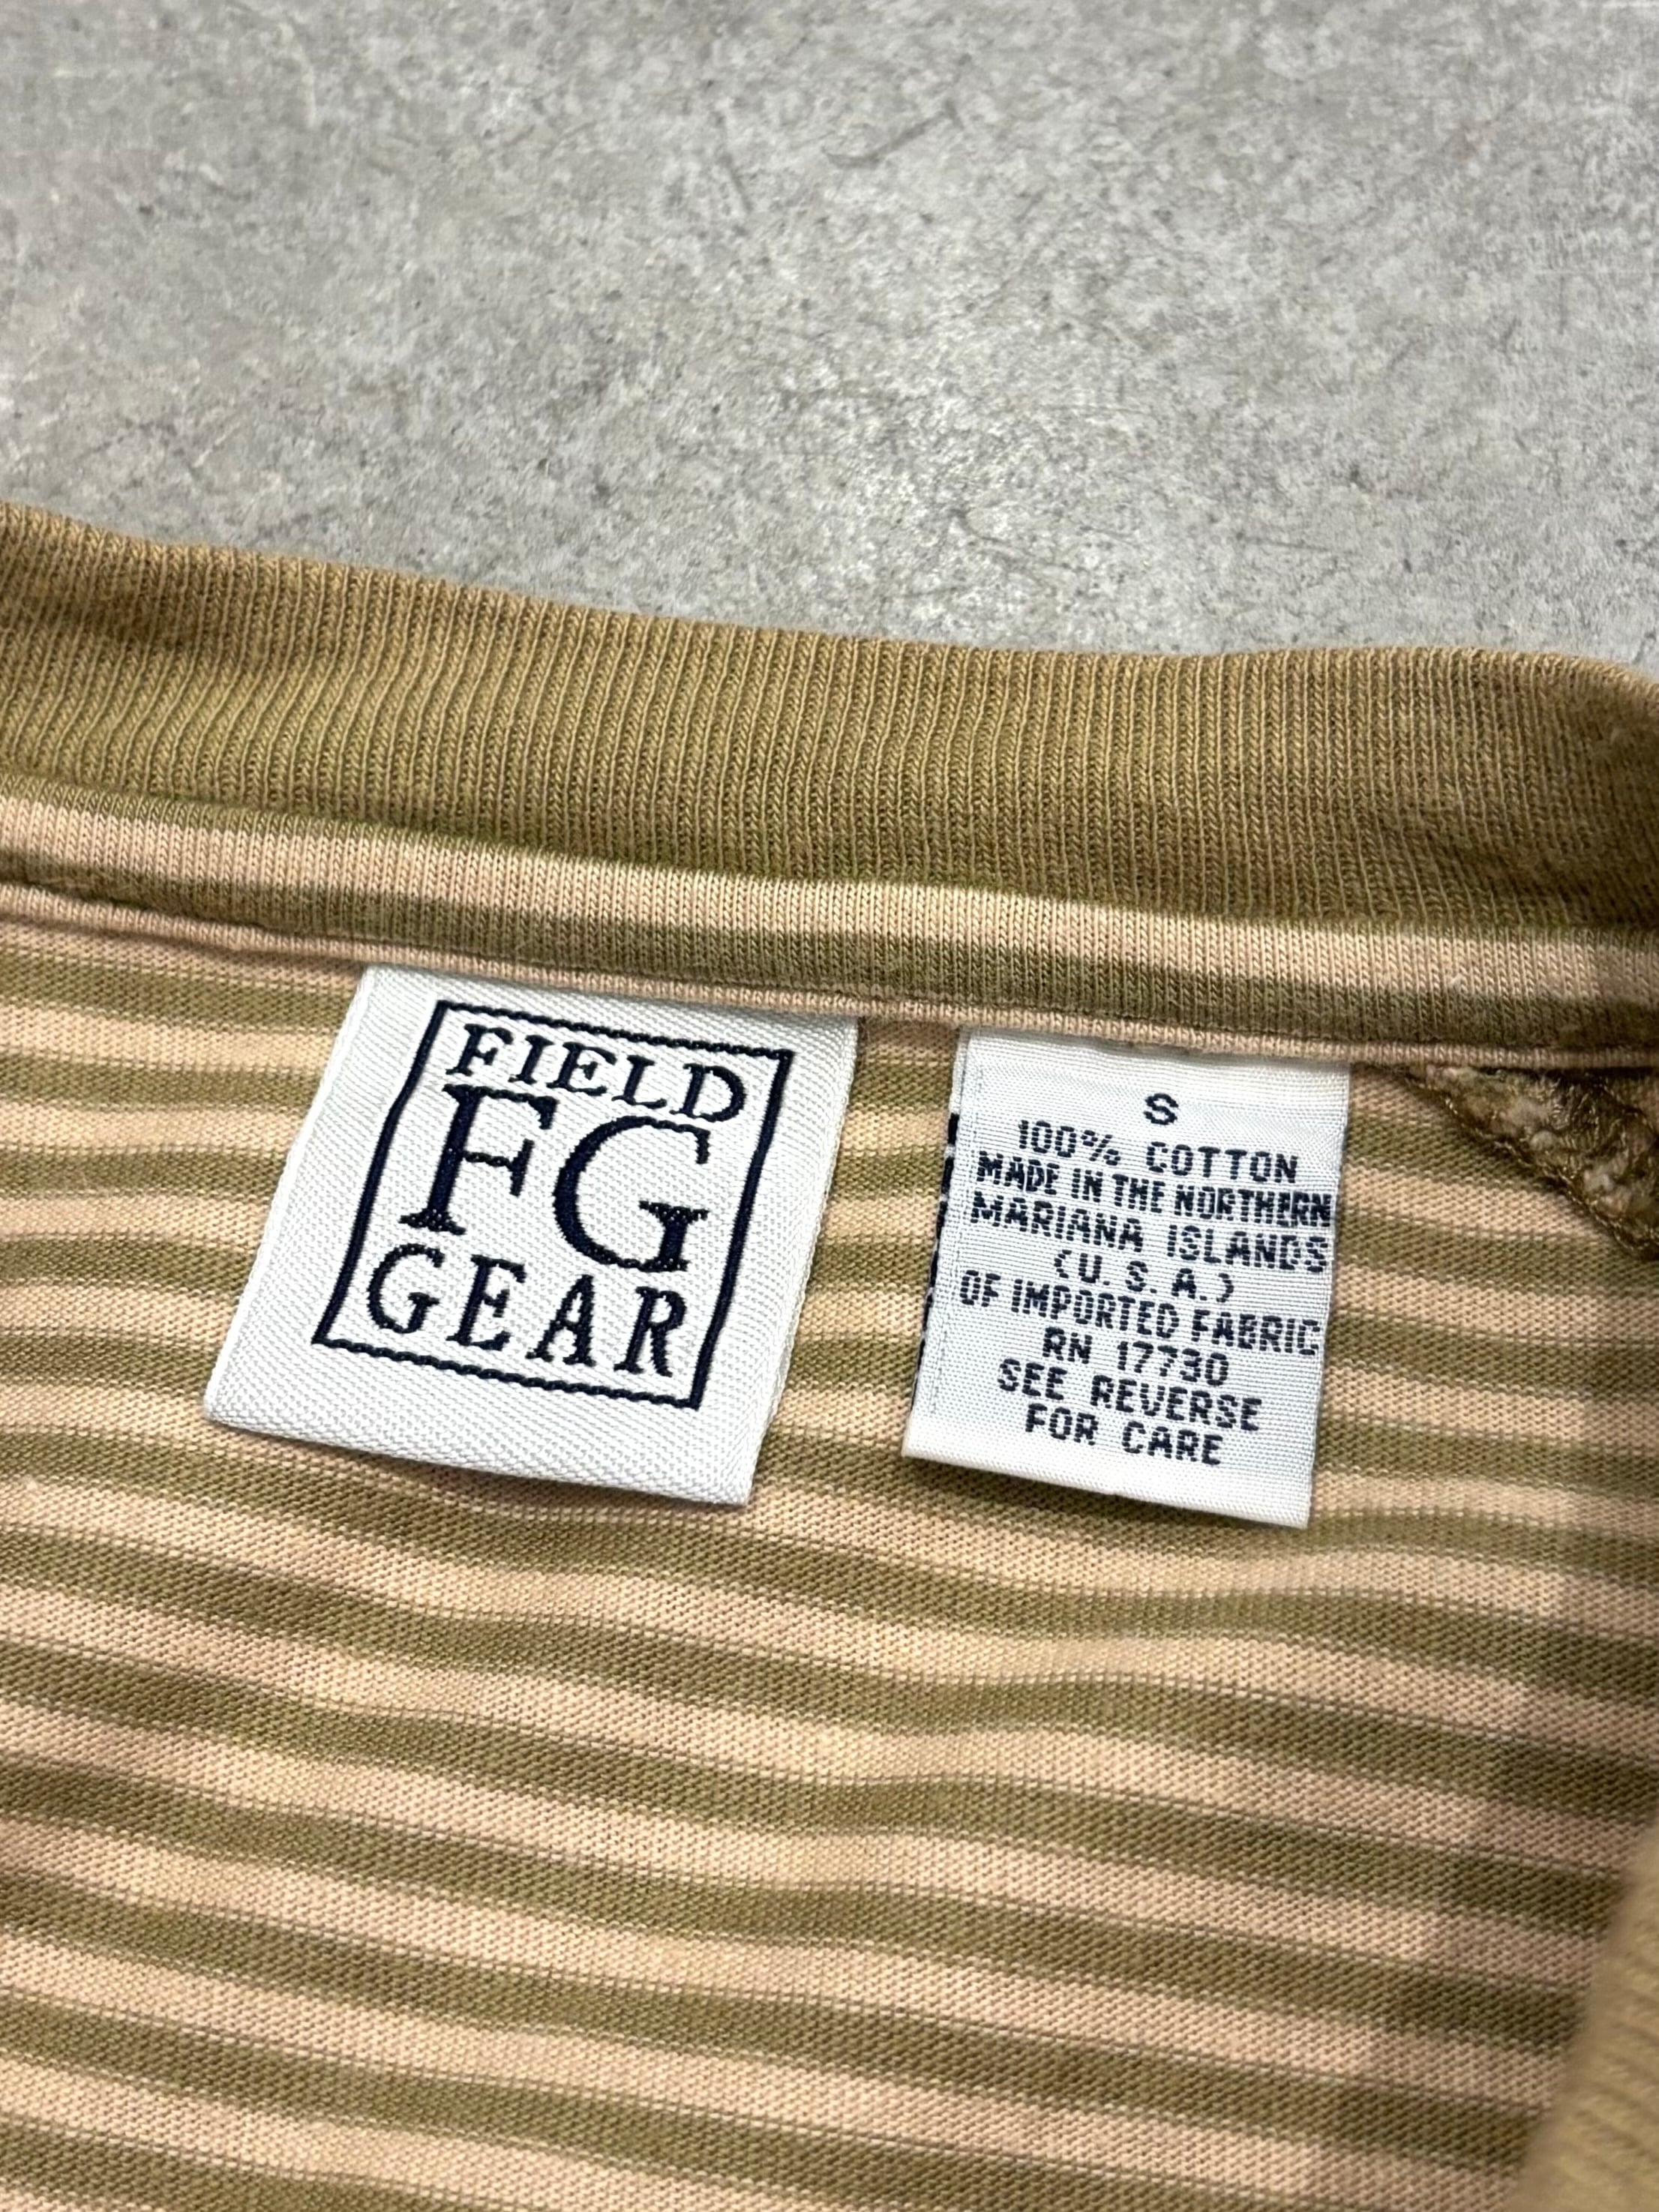 FIELD
FG
GEAR
S
100% COTTON
MADE IN THE NORTHERN
MARIANA ISLANDS
(U.S.A.)
OF IMPORTED FABRIC
RN 17730
SEE REVERSE
FOR CARE